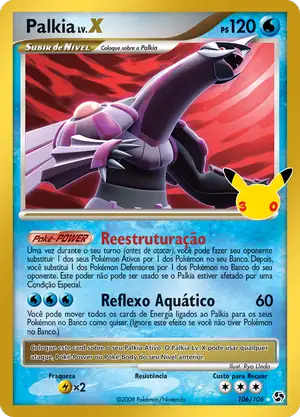 Palkia LV.X PS 120
SUBIR DE NÍVEL Coloque sobre o Palkia
30
Poké-POWER Reestruturação
Uma vez durante o seu turno (antes de atacar), você pode fazer seu oponente
substituir 1 dos seus Pokémon Ativos por 1 dos Pokémon no seu Banco. Depois,
você substitui 1 dos Pokémon Defensores por 1 dos Pokémon no Banco do seu
oponente. Este poder não pode ser usado se o Palkia estiver afetado por uma
Condição Especial.
Reflexo Aquático 60
Você pode mover todos os cards de Energia ligados ao Palkia para os seus
Pokémon no Banco como quiser. (Ignore este efeito se você não tiver Pokémon
no Banco.)
Coloque este card sobre o seu Palkia Ativo. O Palkia Lv. X pode usar qualquer
ataque, Poké-Power ou Poké-Body do seu Nível anterior
Fraqueza Resistência Custo para Recuar
×2
Illust. Ryo Ueda
©2008 Pokémon/Nintendo 106/106